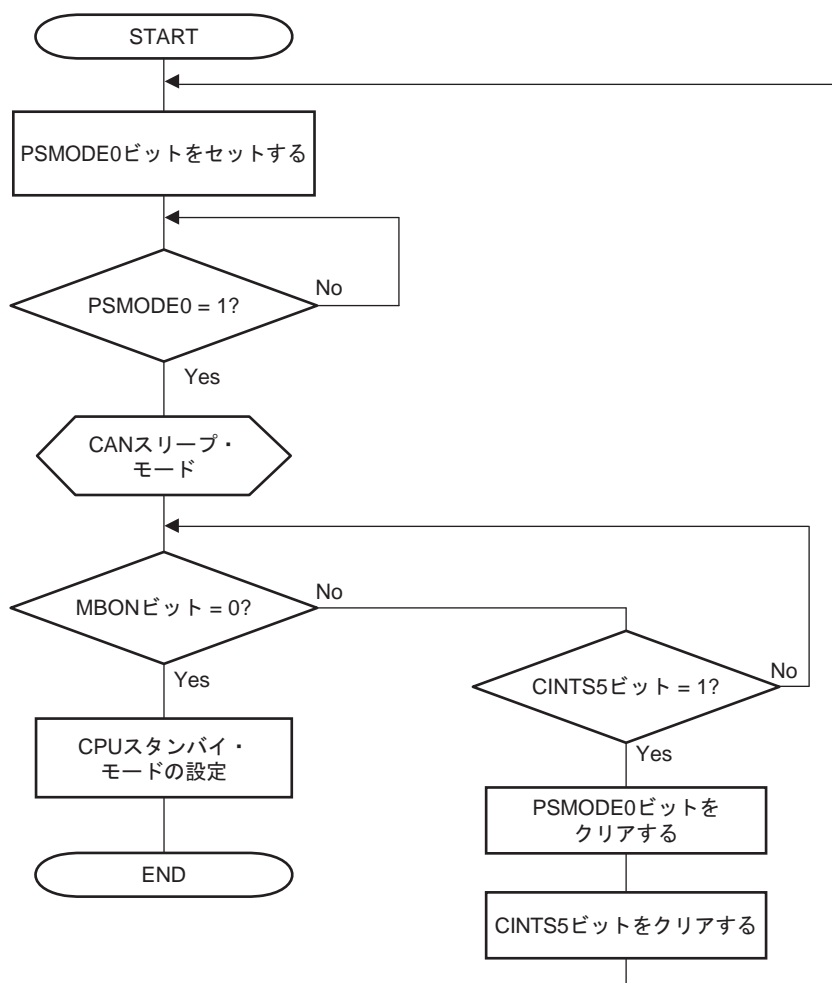 START
PSMODE0ビットをセットする
PSMODE0 = 1?
No
Yes
CANスリープ・
モード
MBONビット = 0?
No
Yes
CINTS5ビット = 1?
No
Yes
CPUスタンバイ・
モードの設定
PSMODE0ビットを
クリアする
END
CINTS5ビットをクリアする